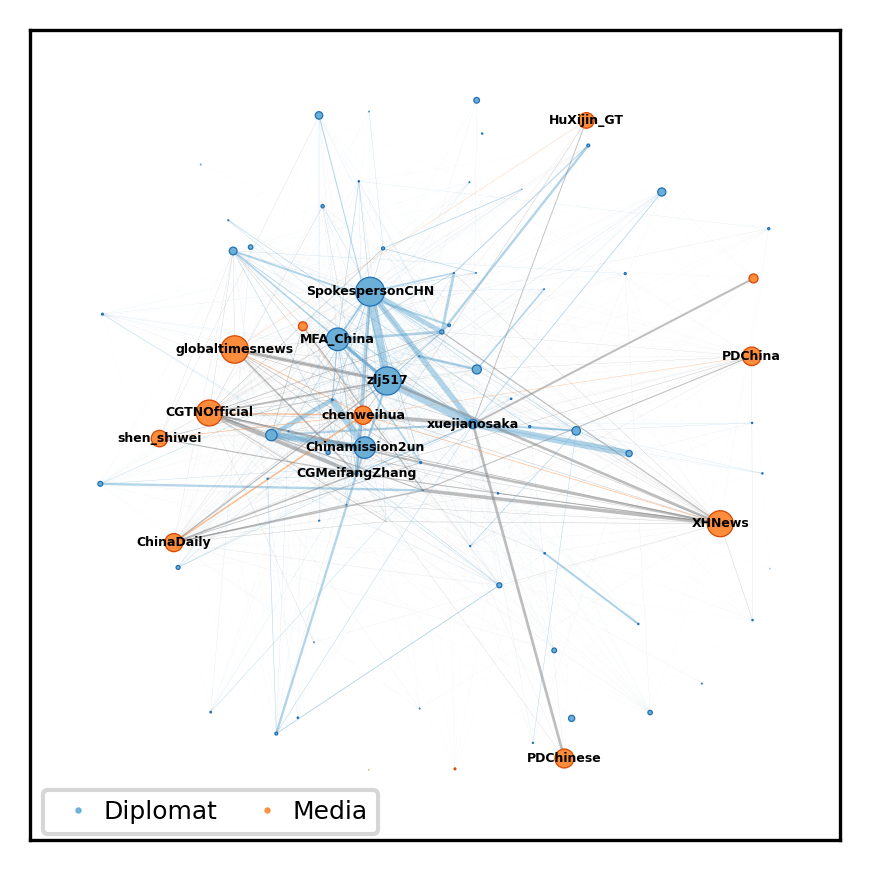 HuXijin_GT
SpokespersonCHN
MFA_China
globaltimesnews
PDChina
zlj517
CGTNOfficial
chenweihua
xuejianosaka
shen_shiwei
Chinamission2un
CGMeifangZhang
XHNews
ChinaDaily
PDChinese
Diplomat Media